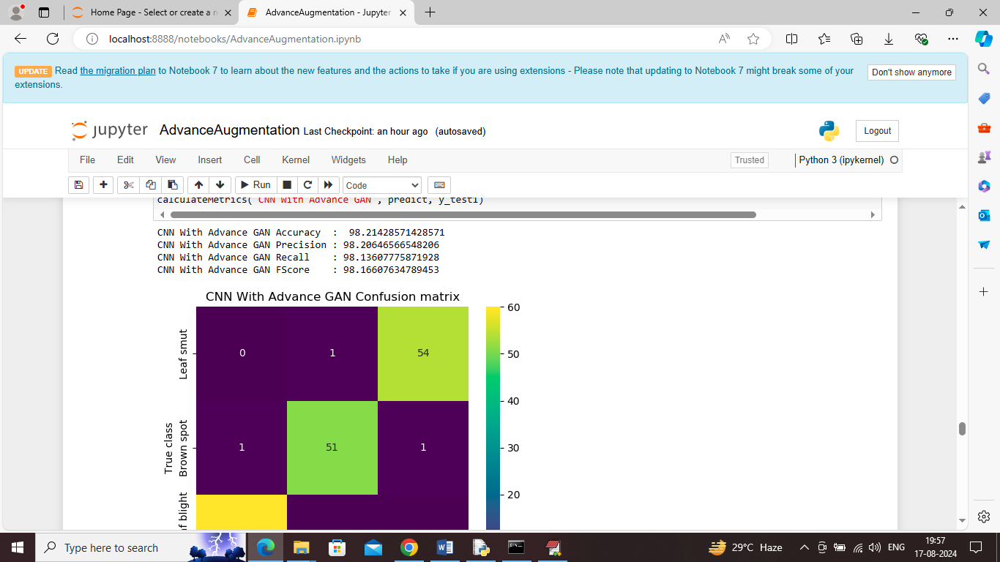 Home Page - Select or create a n
AdvanceAugmentation - Jupyter
localhost:8888/notebooks/AdvanceAugmentation.ipynb
UPDATE Read the migration plan to Notebook 7 to learn about the new features and the actions to take if you are using extensions - Please note that updating to Notebook 7 might break some of your
extensions.
Don't show anymore
jupyter AdvanceAugmentation Last Checkpoint: an hour ago (autosaved)
Logout
File Edit View Insert Cell Kernel Widgets Help
Trusted
Python 3 (ipykernel)
Run
Code
calculateMetrics("CNN With Advance GAN", predict, y_test1)
CNN With Advance GAN Accuracy  :  98.21428571428571
CNN With Advance GAN Precision : 98.20646566548206
CNN With Advance GAN Recall    : 98.13607775871928
CNN With Advance GAN FScore    : 98.16607634789453
CNN With Advance GAN Confusion matrix
Leaf smut
0 1 54
True class
Brown spot
1 51 1
f blight
60
50
40
30
20
Type here to search
29°C Haze
ENG
19:57
17-08-2024